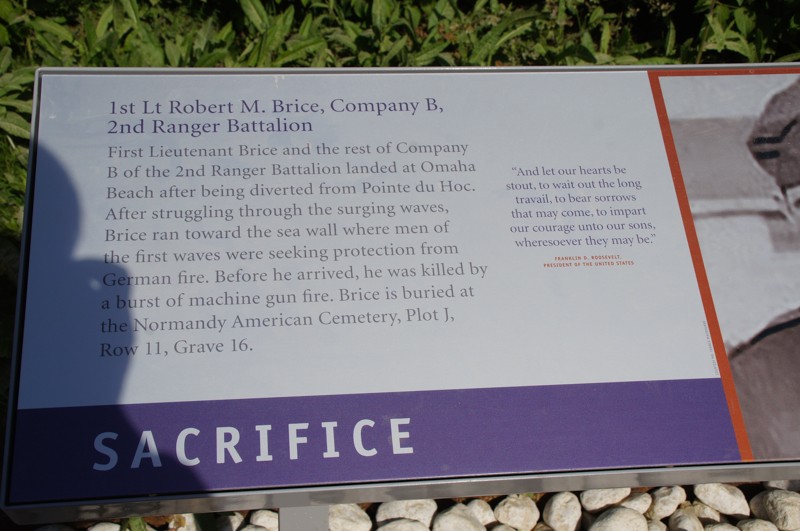 1st Lt Robert M. Brice, Company B,
2nd Ranger Battalion
First Lieutenant Brice and the rest of Company
B of the 2nd Ranger Battalion landed at Omaha
Beach after being diverted from Pointe du Hoc.
After struggling through the surging waves,
Brice ran toward the sea wall where men of
the first waves were seeking protection from
German fire. Before he arrived, he was killed by
a burst of machine gun fire. Brice is buried at
the Normandy American Cemetery, Plot J,
Row 11, Grave 16.
“And let our hearts be
stout, to wait out the long
travail, to bear sorrows
that may come, to impart
our courage unto our sons,
wheresoever they may be.”
FRANKLIN D. ROOSEVELT,
PRESIDENT OF THE UNITED STATES
SACRIFICE